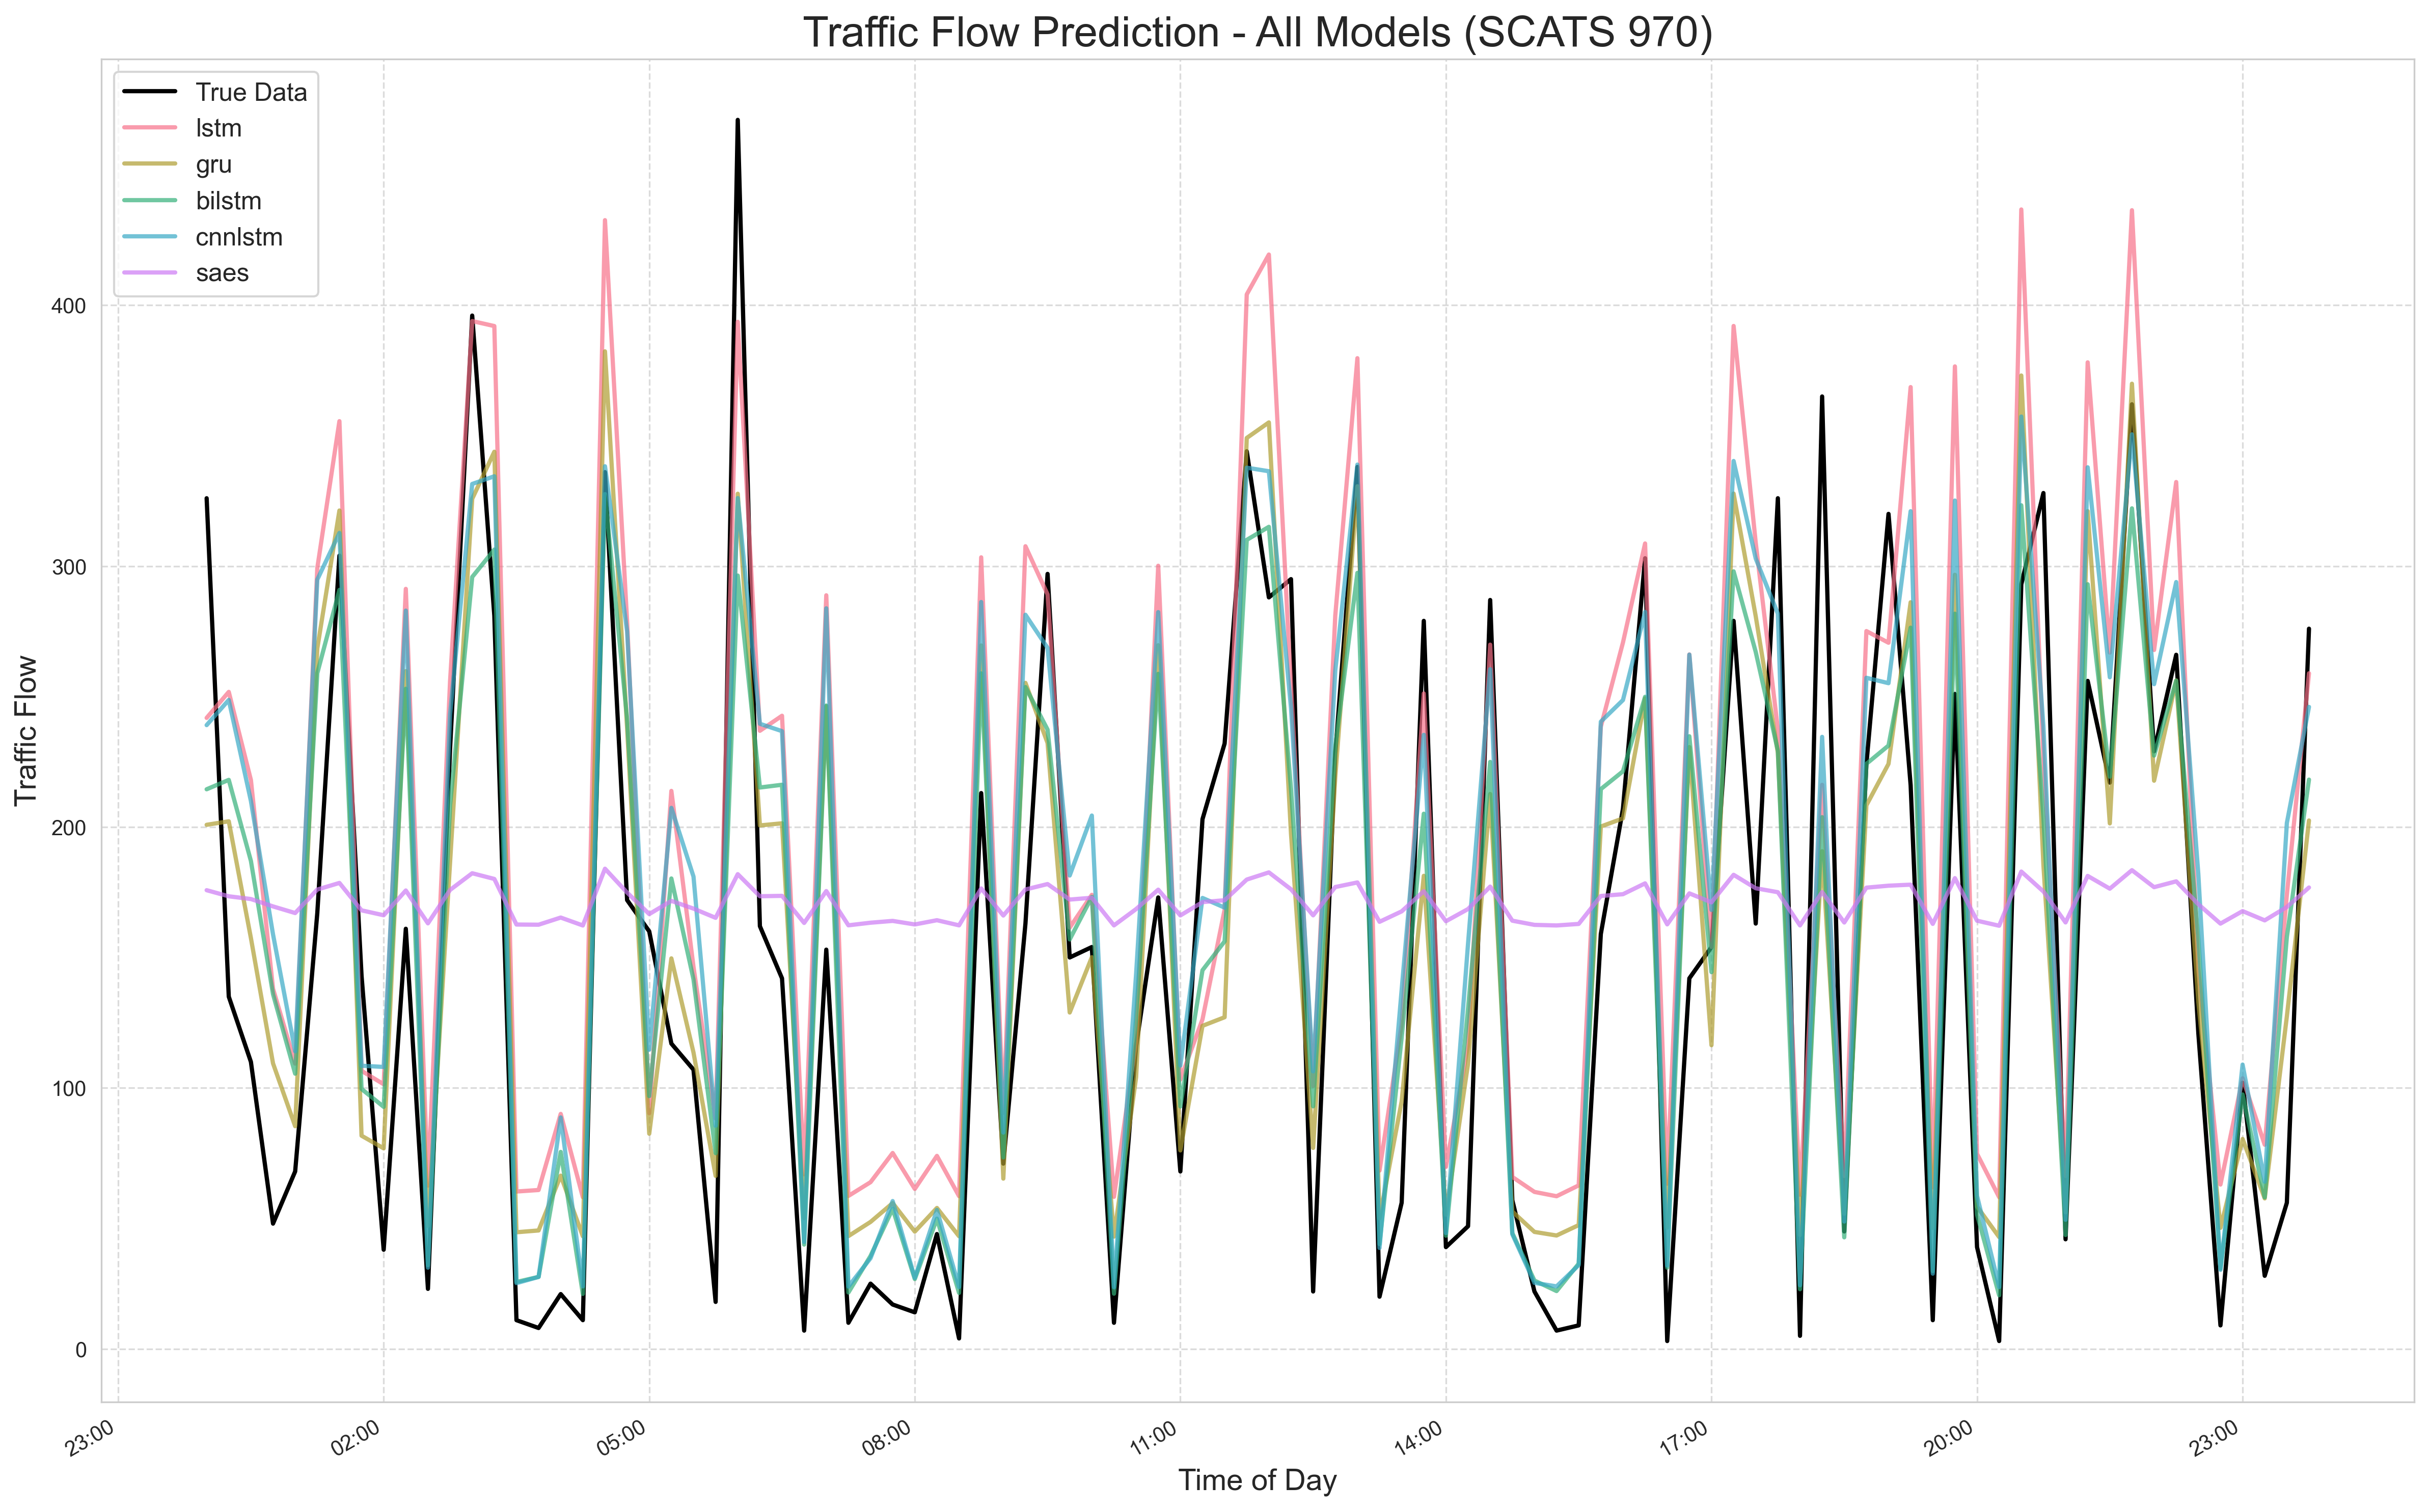 Traffic Flow Prediction - All Models (SCATS 970)
True Data
lstm
gru
bilstm
cnnlstm
saes
Traffic Flow
400
300
200
100
0
23:00
02:00
05:00
08:00
11:00
14:00
17:00
20:00
23:00
Time of Day